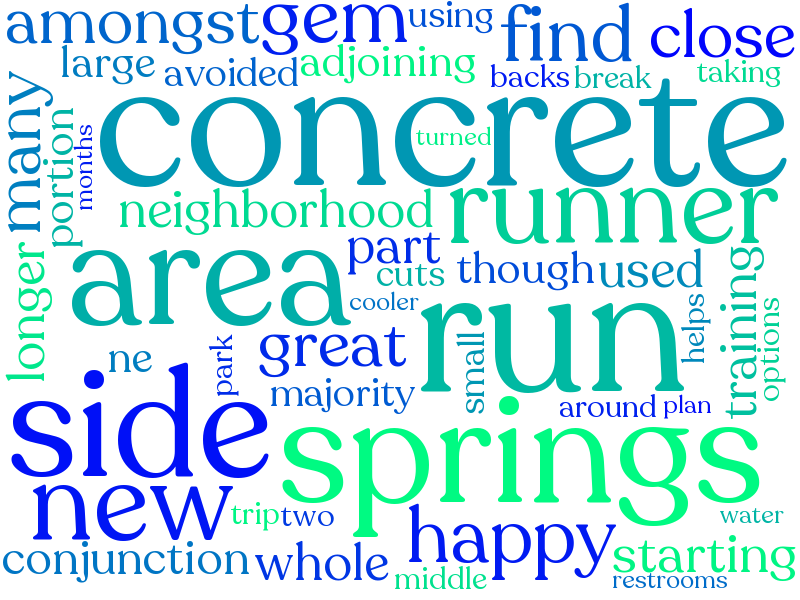 amongst gem using find close
large avoided adjoining backs break taking
many portion months concrete turned
neighborhood runner
longer area part though used training
cuts cooler run helps options
ne park great small
majority around plan
side springs
new trip two happy water
conjunction whole middle starting
restrooms